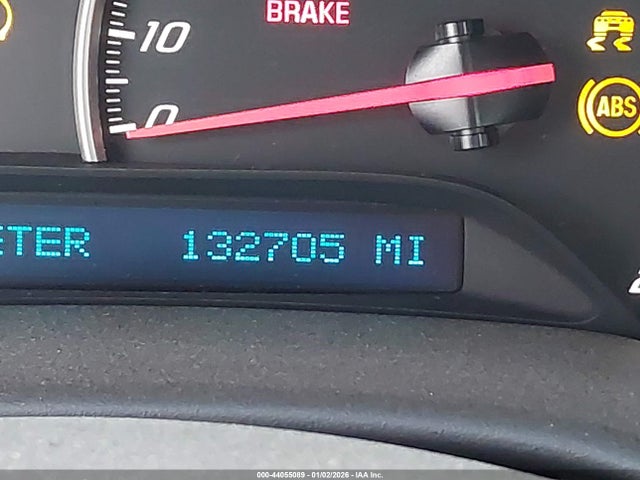 BRAKE
10
0
ABS
ETER 132705 MI
000-44055089 - 01/02/2026 - IAA Inc.